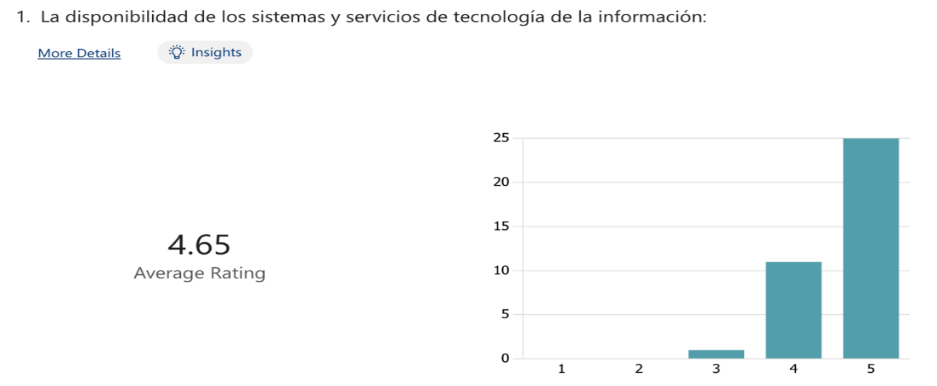 1. La disponibilidad de los sistemas y servicios de tecnología de la información:
More Details
Insights
4.65
Average Rating
25
20
15
10
5
0
1 2 3 4 5